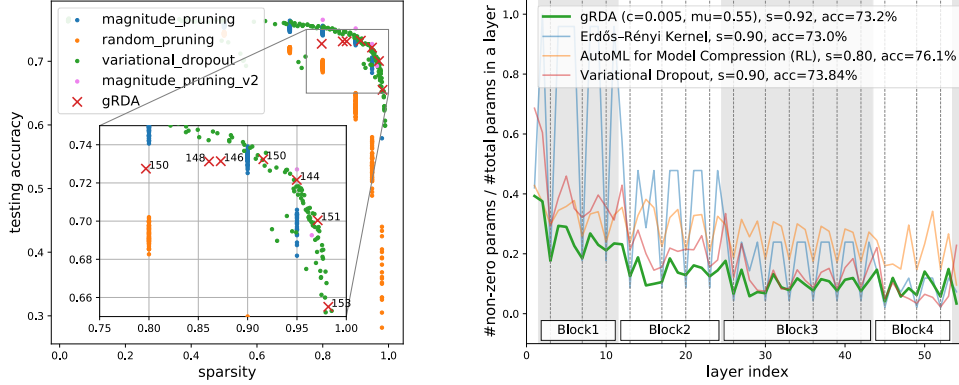 magnitude_pruning
random_pruning
variational_dropout
magnitude_pruning_v2
gRDA
testing accuracy
0.7
0.6
0.5
0.4
0.3
0.74
0.72
0.70
0.68
0.66
150
148
146
150
144
151
153
0.75
0.80
0.85
0.90
0.95
1.00
0.0
0.2
0.4
0.6
0.8
1.0
sparsity
#non-zero params / #total params in a layer
gRDA (c=0.005, mu=0.55), s=0.92, acc=73.2%
Erdős–Rényi Kernel, s=0.90, acc=73.0%
AutoML for Model Compression (RL), s=0.80, acc=76.1%
Variational Dropout, s=0.90, acc=73.84%
1.0
0.8
0.6
0.4
0.2
0.0
Block1
Block2
Block3
Block4
0
10
20
30
40
50
layer index